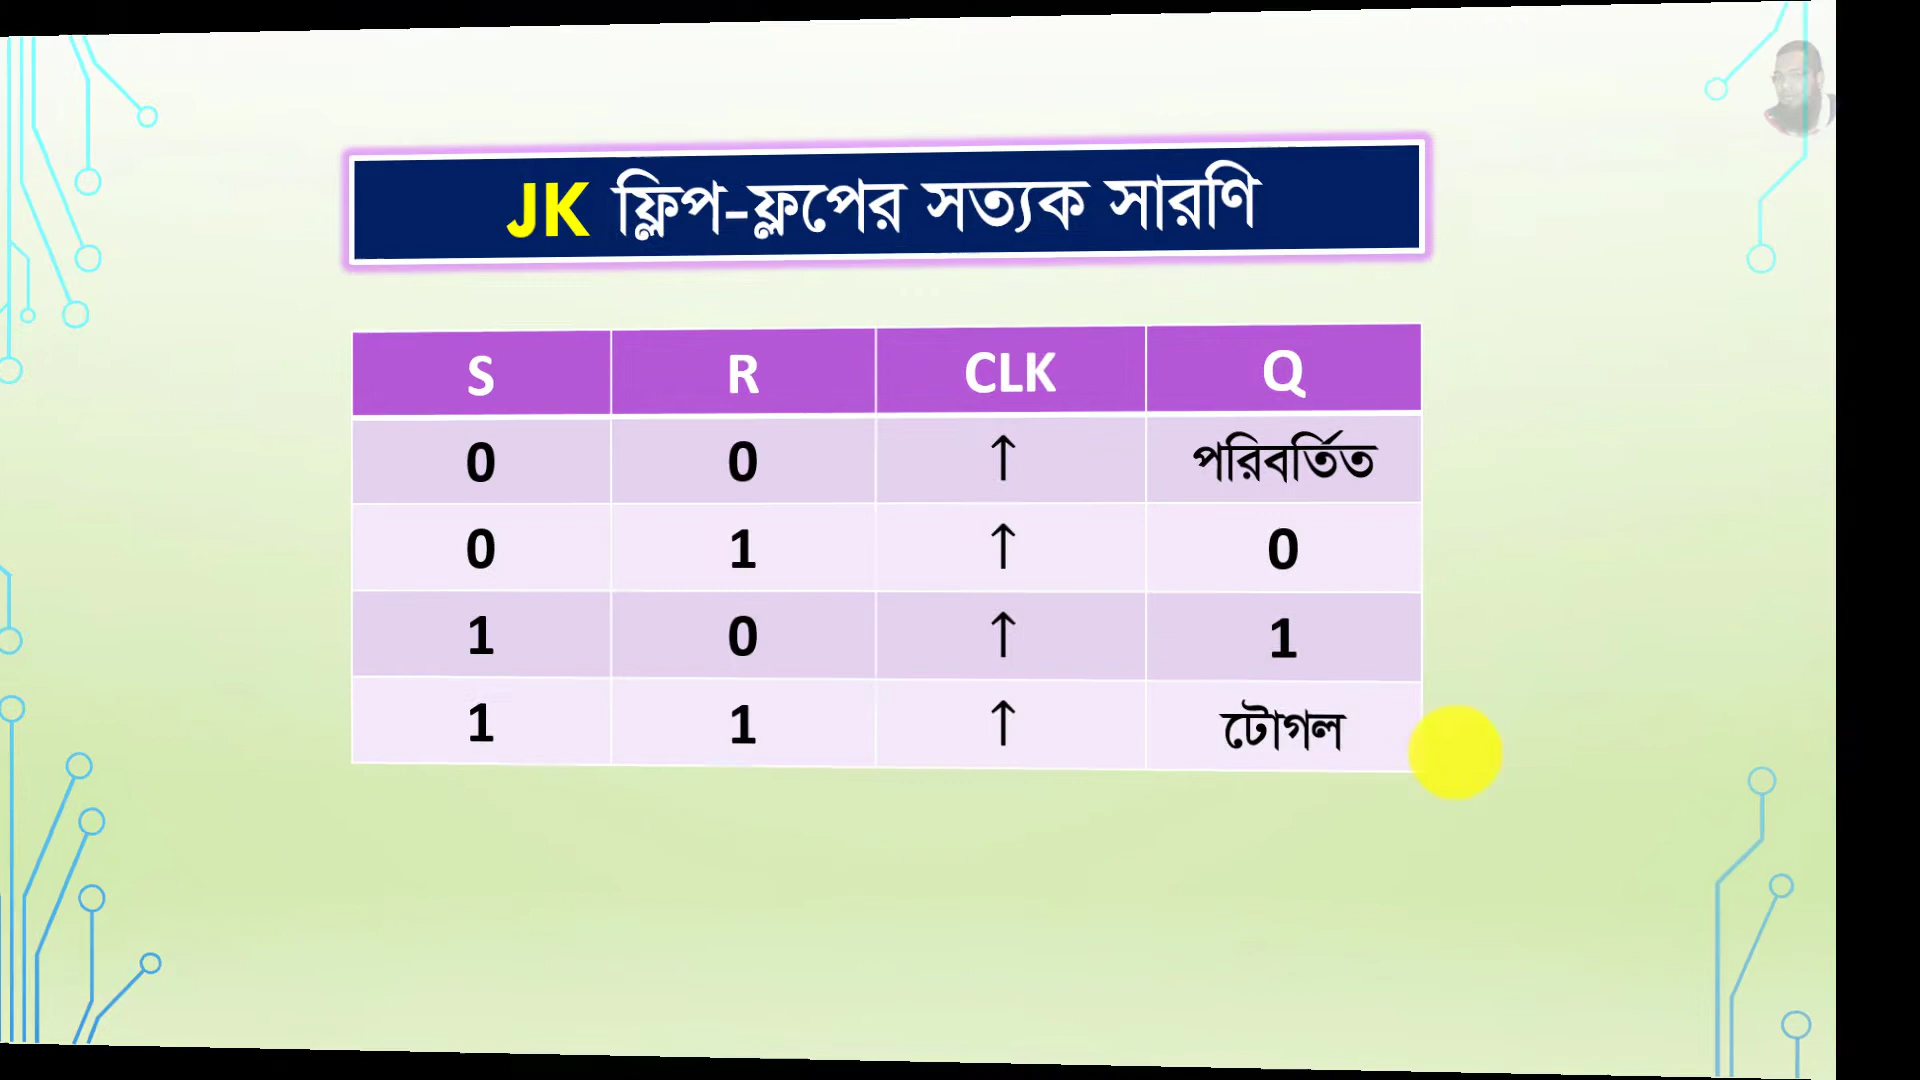 JK ফ্লিপ-ফ্লপের সত্যক সারণি
S R CLK Q
0 0 ↑ পরিবর্তিত
0 1 ↑ 0
1 0 ↑ 1
1 1 ↑ টোগল